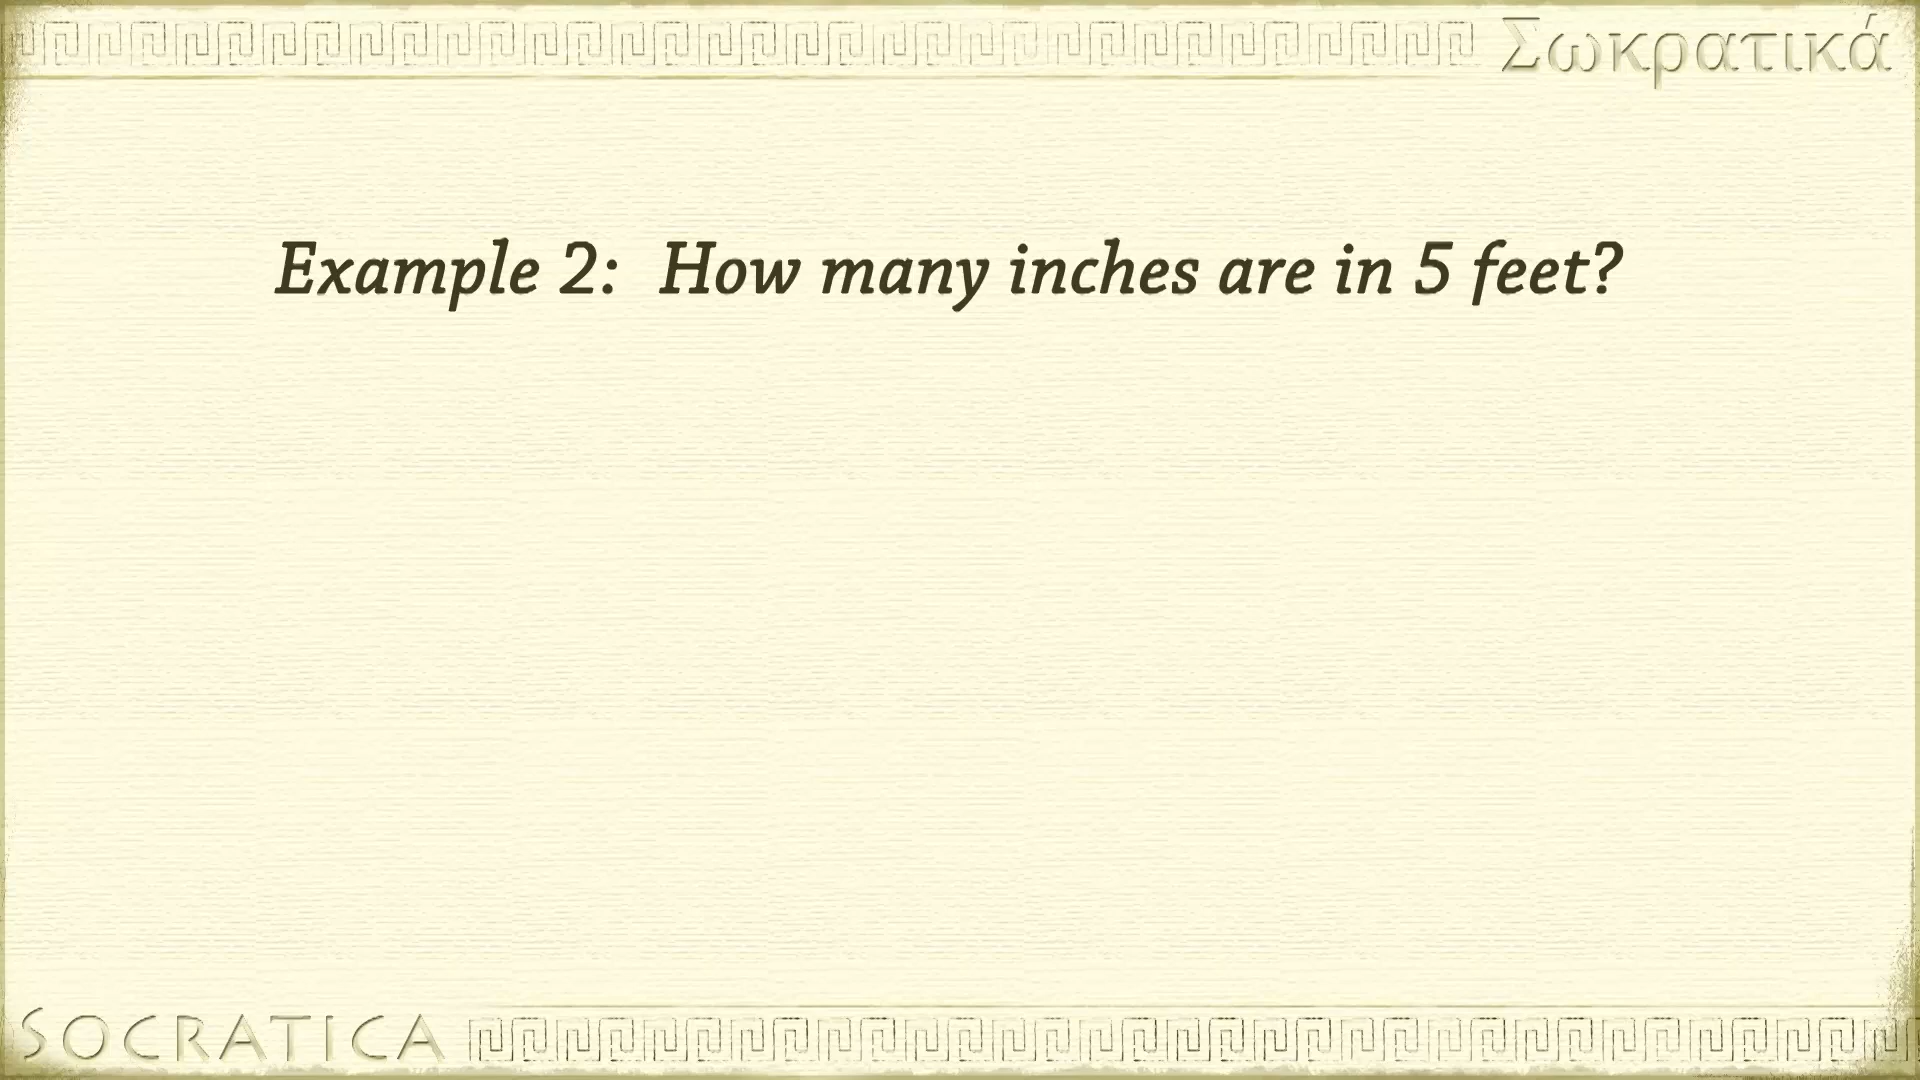 Σωκρατικά
Example 2: How many inches are in 5 feet?
SOCRATICA